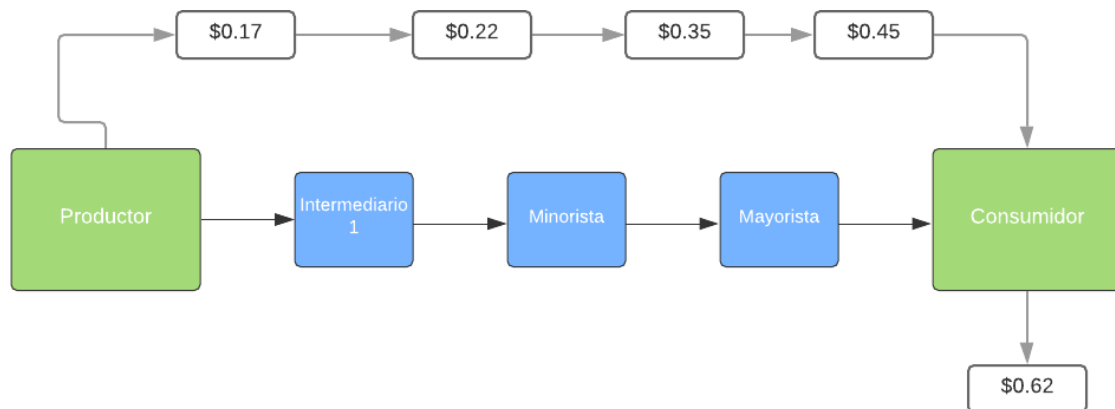 $0.17
$0.22
$0.35
$0.45
Productor
Intermediario
1
Minorista
Mayorista
Consumidor
$0.62